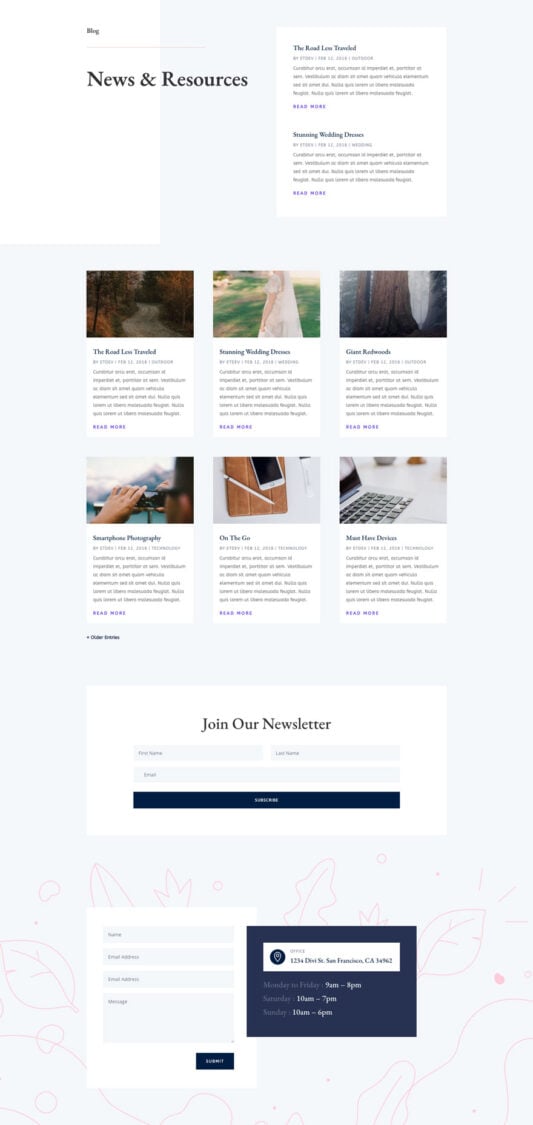 Blog
News & Resources
The Road Less Traveled
BY ETDEV | FEB 12, 2018 | OUTDOOR
Curabitur arcu erat, accumsan id imperdiet et, porttitor at
sem. Vestibulum ac diam sit amet quam vehicula elementum
sed sit amet dui. Nulla quis lorem ut libero malesuada
feugiat. Nulla quis lorem ut libero malesuada feugiat.
READ MORE
Stunning Wedding Dresses
BY ETDEV | FEB 12, 2018 | WEDDING
Curabitur arcu erat, accumsan id imperdiet et, porttitor at
sem. Vestibulum ac diam sit amet quam vehicula elementum
sed sit amet dui. Nulla quis lorem ut libero malesuada
feugiat. Nulla quis lorem ut libero malesuada feugiat.
READ MORE
The Road Less Traveled
BY ETDEV | FEB 12, 2018 | OUTDOOR
Curabitur arcu erat, accumsan id
imperdiet et, porttitor at sem. Vestibulum
ac diam sit amet quam vehicula
elementum sed sit amet dui. Nulla quis
lorem ut libero malesuada feugiat. Nulla
quis lorem ut libero malesuada feugiat.
READ MORE
Stunning Wedding Dresses
BY ETDEV | FEB 12, 2018 | WEDDING
Curabitur arcu erat, accumsan id
imperdiet et, porttitor at sem. Vestibulum
ac diam sit amet quam vehicula
elementum sed sit amet dui. Nulla quis
lorem ut libero malesuada feugiat. Nulla
quis lorem ut libero malesuada feugiat.
READ MORE
Giant Redwoods
BY ETDEV | FEB 12, 2018 | OUTDOOR
Curabitur arcu erat, accumsan id
imperdiet et, porttitor at sem. Vestibulum
ac diam sit amet quam vehicula
elementum sed sit amet dui. Nulla quis
lorem ut libero malesuada feugiat. Nulla
quis lorem ut libero malesuada feugiat.
READ MORE
Smartphone Photography
BY ETDEV | FEB 12, 2018 | TECHNOLOGY
Curabitur arcu erat, accumsan id
imperdiet et, porttitor at sem. Vestibulum
ac diam sit amet quam vehicula
elementum sed sit amet dui. Nulla quis
lorem ut libero malesuada feugiat. Nulla
quis lorem ut libero malesuada feugiat.
READ MORE
On The Go
BY ETDEV | FEB 12, 2018 | TECHNOLOGY
Curabitur arcu erat, accumsan id
imperdiet et, porttitor at sem. Vestibulum
ac diam sit amet quam vehicula
elementum sed sit amet dui. Nulla quis
lorem ut libero malesuada feugiat. Nulla
quis lorem ut libero malesuada feugiat.
READ MORE
Must Have Devices
BY ETDEV | FEB 12, 2018 | TECHNOLOGY
Curabitur arcu erat, accumsan id
imperdiet et, porttitor at sem. Vestibulum
ac diam sit amet quam vehicula
elementum sed sit amet dui. Nulla quis
lorem ut libero malesuada feugiat. Nulla
quis lorem ut libero malesuada feugiat.
READ MORE
« Older Entries
Join Our Newsletter
First Name
Last Name
Email
SUBSCRIBE
Name
Email Address
Email Address
Message
SUBMIT
OFFICE
1234 Divi St. San Francisco, CA 34962
Monday to Friday : 9am – 8pm
Saturday : 10am – 7pm
Sunday : 10am – 6pm